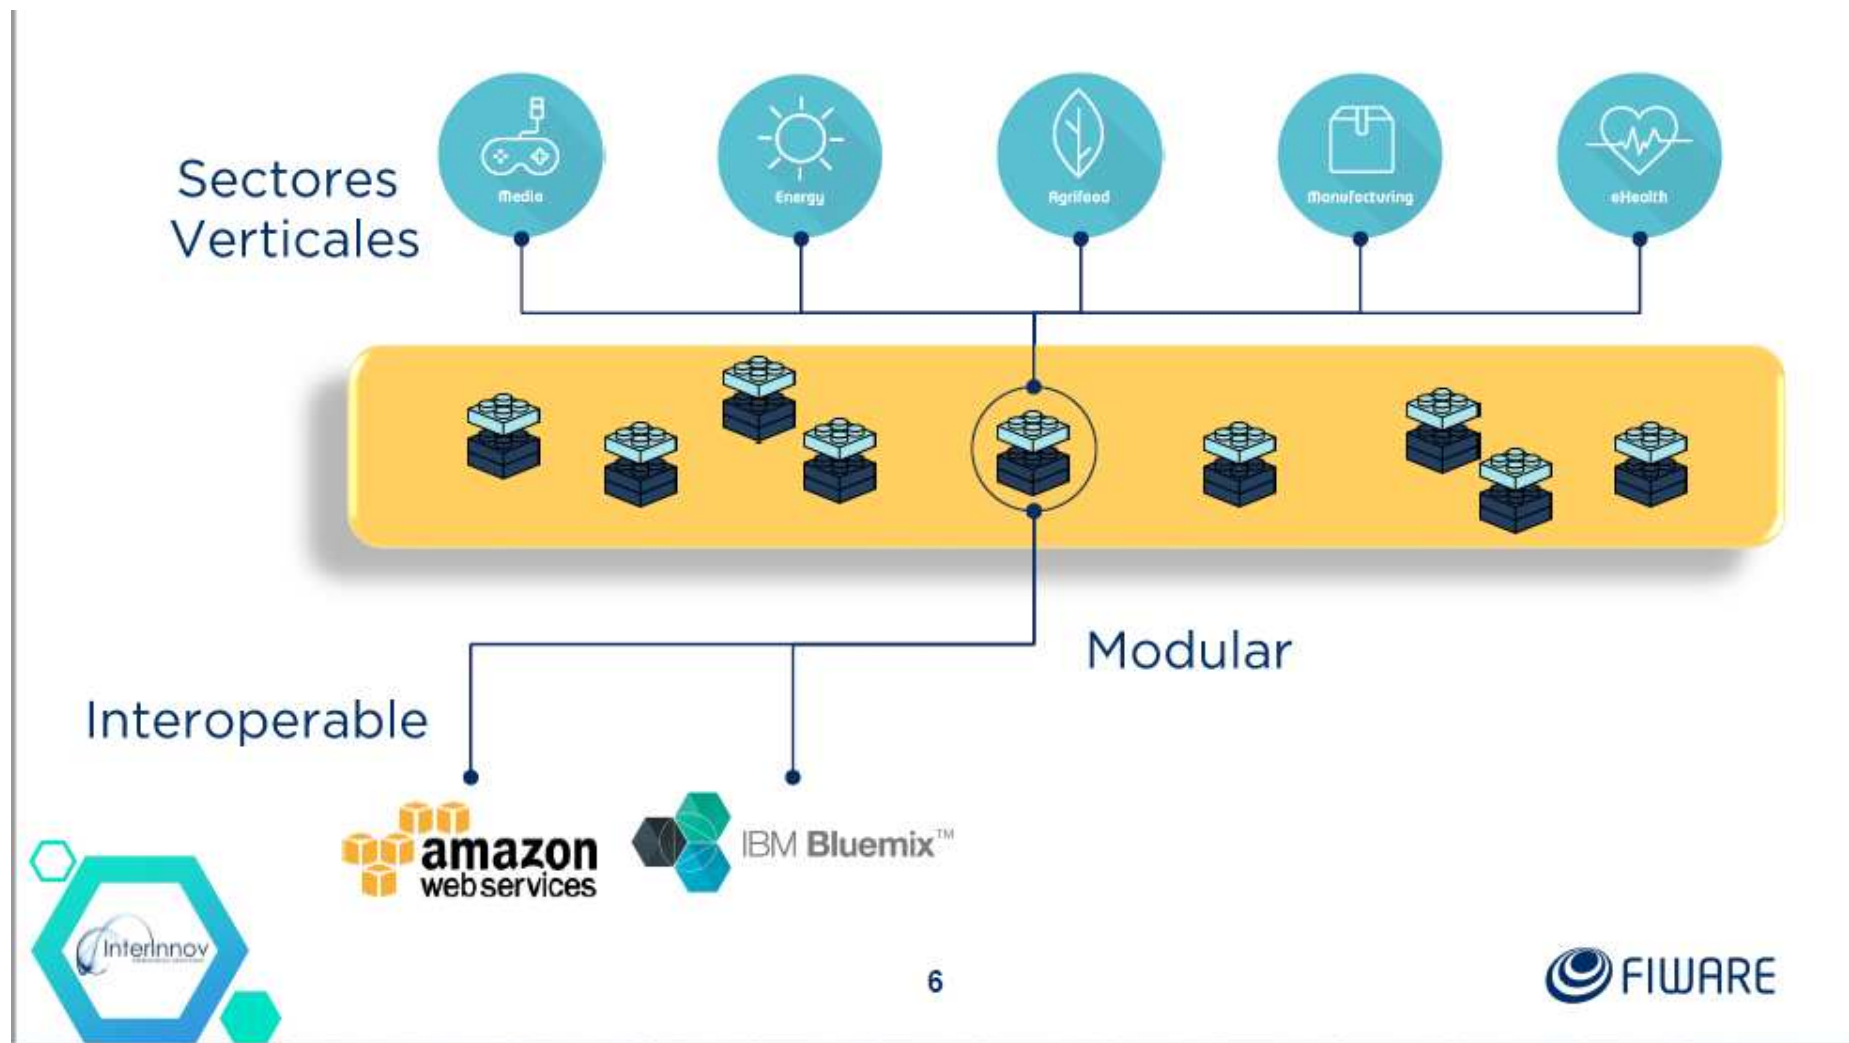 Sectores
Verticales
Media
Energy
Agrifood
Manufacturing
eHealth
Modular
Interoperable
amazon
web services
IBM Bluemix™
InterInnov
6
FIWARE